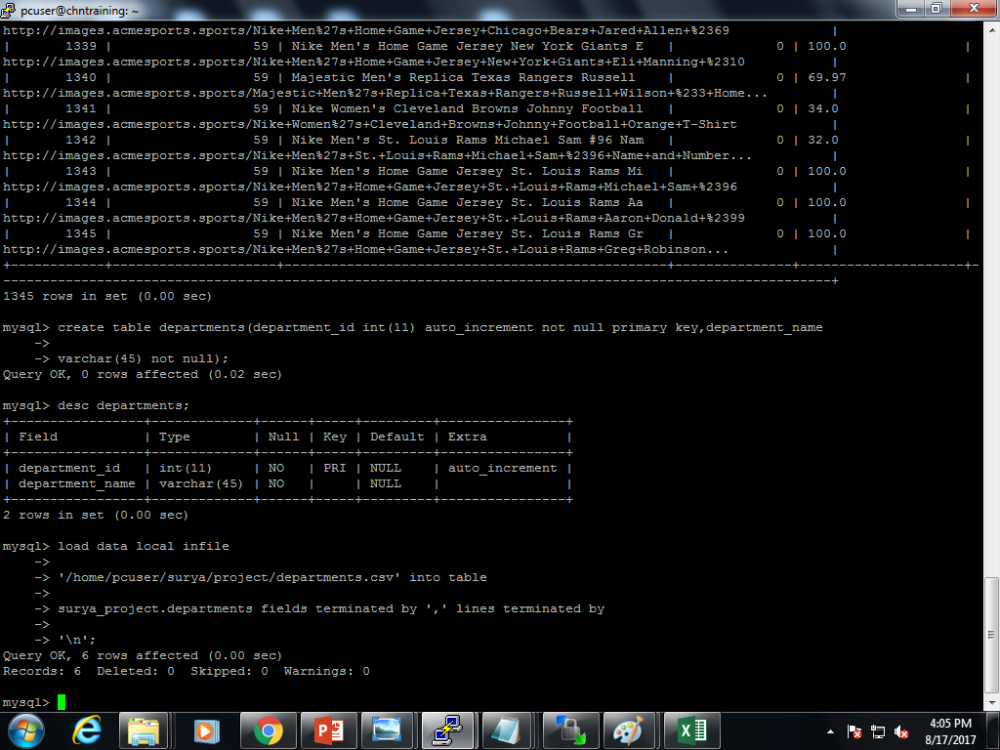 pcuser@chntraining: ~
http://images.acmesports.sports/Nike+Men%27s+Home+Game+Jersey+Chicago+Bears+Jared+Allen+%2369 |
| 1339 | 59 | Nike Men's Home Game Jersey New York Giants E | 0 | 100.0 |
http://images.acmesports.sports/Nike+Men%27s+Home+Game+Jersey+New+York+Giants+Eli+Manning+%2310 |
| 1340 | 59 | Majestic Men's Replica Texas Rangers Russell | 0 | 69.97 |
http://images.acmesports.sports/Majestic+Men%27s+Replica+Texas+Rangers+Russell+Wilson+%233+Home... |
| 1341 | 59 | Nike Women's Cleveland Browns Johnny Football | 0 | 34.0 |
http://images.acmesports.sports/Nike+Women%27s+Cleveland+Browns+Johnny+Football+Orange+T-Shirt |
| 1342 | 59 | Nike Men's St. Louis Rams Michael Sam #96 Nam | 0 | 32.0 |
http://images.acmesports.sports/Nike+Men%27s+St.+Louis+Rams+Michael+Sam+%2396+Name+and+Number... |
| 1343 | 59 | Nike Men's Home Game Jersey St. Louis Rams Mi | 0 | 100.0 |
http://images.acmesports.sports/Nike+Men%27s+Home+Game+Jersey+St.+Louis+Rams+Michael+Sam+%2396 |
| 1344 | 59 | Nike Men's Home Game Jersey St. Louis Rams Aa | 0 | 100.0 |
http://images.acmesports.sports/Nike+Men%27s+Home+Game+Jersey+St.+Louis+Rams+Aaron+Donald+%2399 |
| 1345 | 59 | Nike Men's Home Game Jersey St. Louis Rams Gr | 0 | 100.0 |
http://images.acmesports.sports/Nike+Men%27s+Home+Game+Jersey+St.+Louis+Rams+Greg+Robinson... |
1345 rows in set (0.00 sec)
mysql> create table departments(department_id int(11) auto_increment not null primary key,department_name
->
-> varchar(45) not null);
Query OK, 0 rows affected (0.02 sec)
mysql> desc departments;
| Field | Type | Null | Key | Default | Extra |
| department_id | int(11) | NO | PRI | NULL | auto_increment |
| department_name | varchar(45) | NO | | NULL | |
2 rows in set (0.00 sec)
mysql> load data local infile
->
-> '/home/pcuser/surya/project/departments.csv' into table
->
-> surya_project.departments fields terminated by ',' lines terminated by
->
-> '\n';
Query OK, 6 rows affected (0.00 sec)
Records: 6 Deleted: 0 Skipped: 0 Warnings: 0
mysql>
4:05 PM
8/17/2017